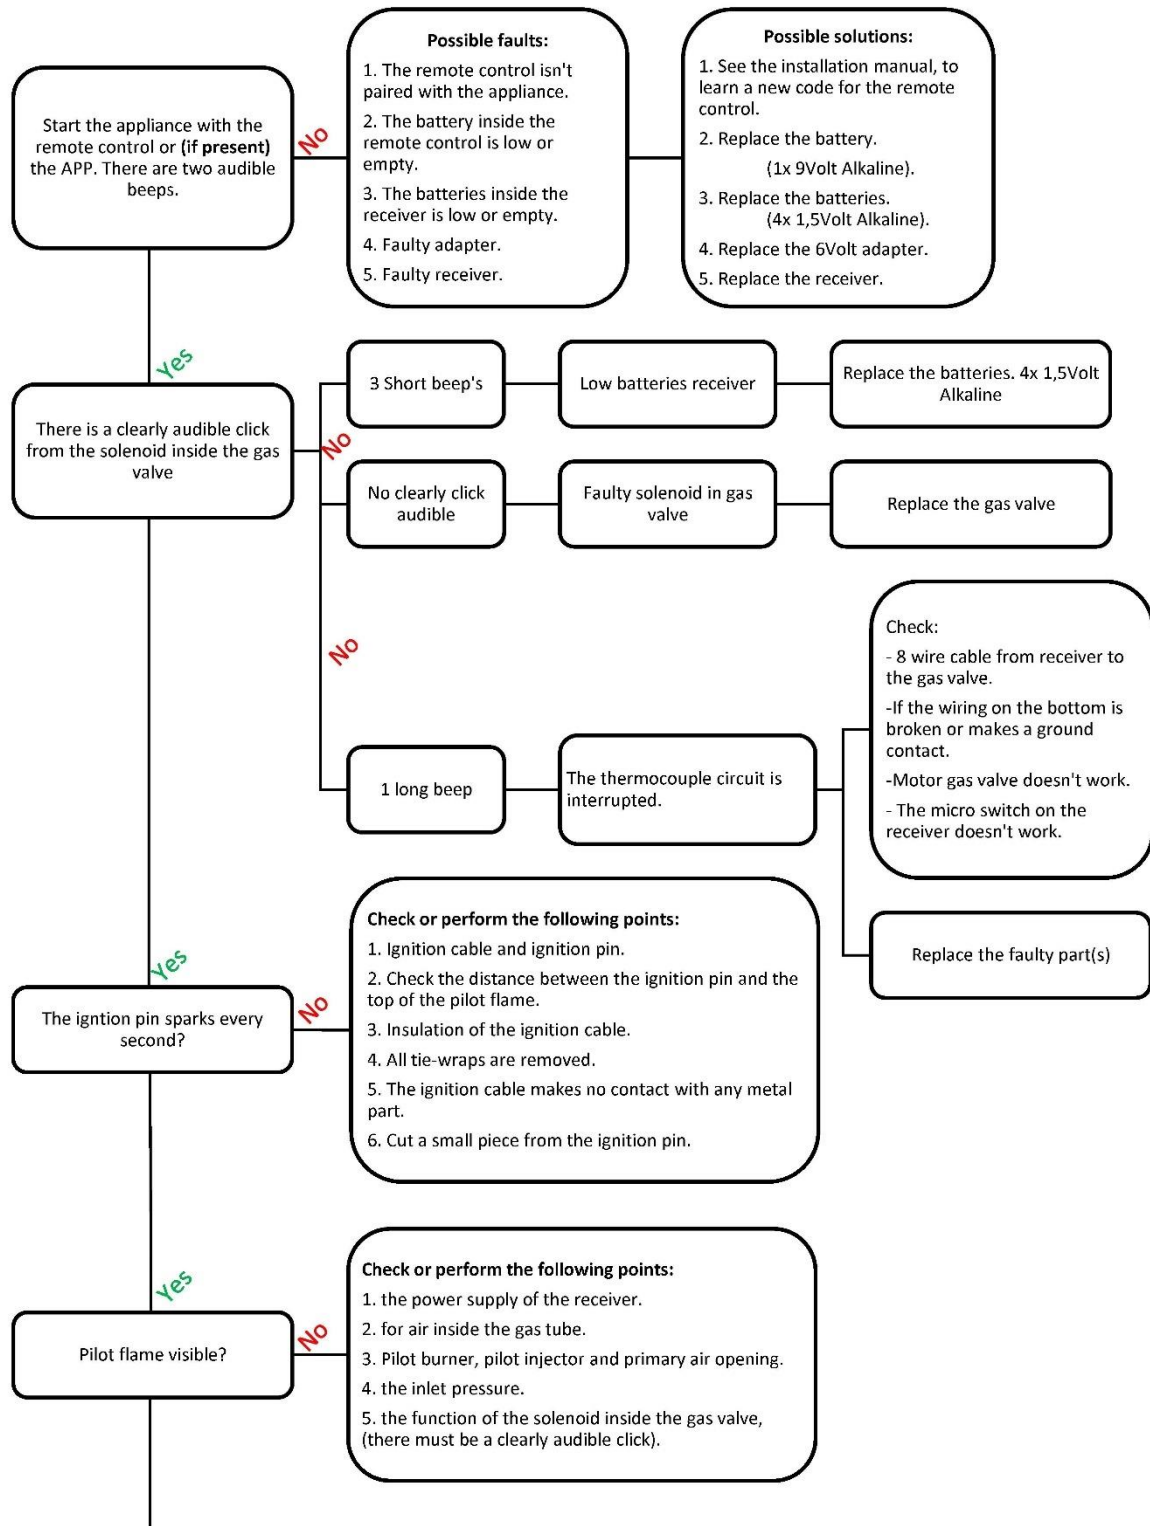 Start the appliance with the
remote control or (if present)
the APP. There are two audible
beeps.
No
Possible faults:
1. The remote control isn't
paired with the appliance.
2. The battery inside the
remote control is low or
empty.
3. The batteries inside the
receiver is low or empty.
4. Faulty adapter.
5. Faulty receiver.
Possible solutions:
1. See the installation manual, to
learn a new code for the remote
control.
2. Replace the battery.
(1x 9Volt Alkaline).
3. Replace the batteries.
(4x 1,5Volt Alkaline).
4. Replace the 6Volt adapter.
5. Replace the receiver.
Yes
There is a clearly audible click
from the solenoid inside the gas
valve
No
3 Short beep's
Low batteries receiver
Replace the batteries. 4x 1,5Volt
Alkaline
No clearly click
audible
Faulty solenoid in gas
valve
Replace the gas valve
No
1 long beep
The thermocouple circuit is
interrupted.
Check:
- 8 wire cable from receiver to
the gas valve.
-If the wiring on the bottom is
broken or makes a ground
contact.
-Motor gas valve doesn't work.
- The micro switch on the
receiver doesn't work.
Replace the faulty part(s)
Yes
The igntion pin sparks every
second?
No
Check or perform the following points:
1. Ignition cable and ignition pin.
2. Check the distance between the ignition pin and the
top of the pilot flame.
3. Insulation of the ignition cable.
4. All tie-wraps are removed.
5. The ignition cable makes no contact with any metal
part.
6. Cut a small piece from the ignition pin.
Yes
Pilot flame visible?
No
Check or perform the following points:
1. the power supply of the receiver.
2. for air inside the gas tube.
3. Pilot burner, pilot injector and primary air opening.
4. the inlet pressure.
5. the function of the solenoid inside the gas valve,
(there must be a clearly audible click).